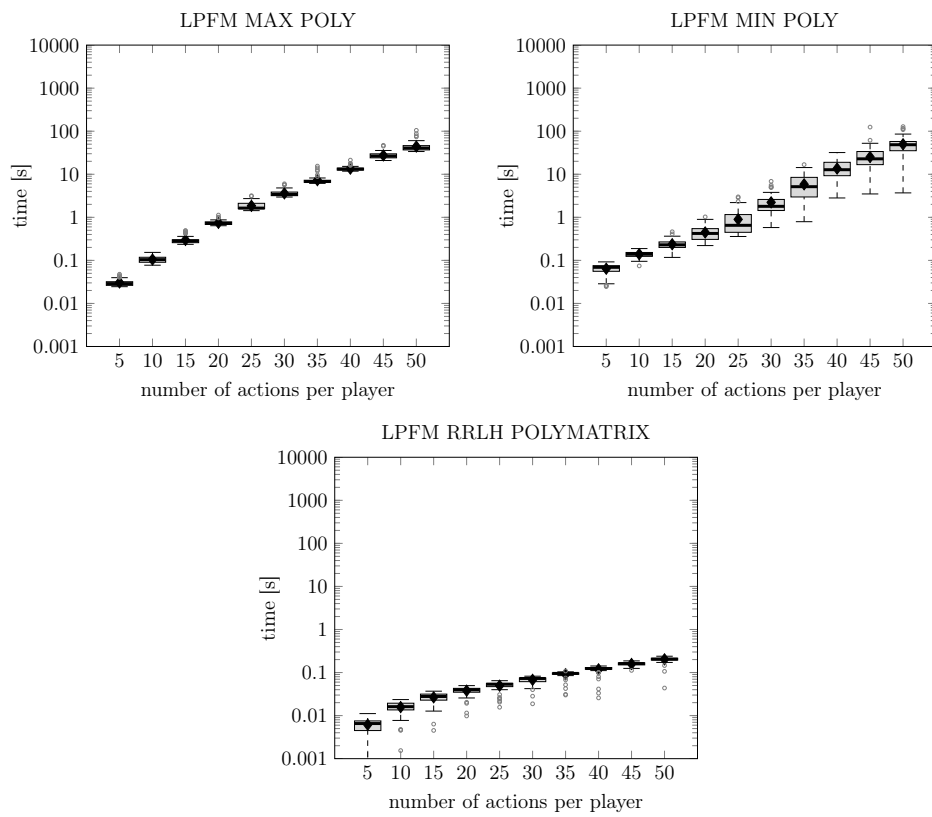 LPFM MAX POLY
10000
1000
100
10
1
0.1
0.01
0.001
time [s]
5 10 15 20 25 30 35 40 45 50
number of actions per player
LPFM MIN POLY
10000
1000
100
10
1
0.1
0.01
0.001
time [s]
5 10 15 20 25 30 35 40 45 50
number of actions per player
LPFM RRLH POLYMATRIX
10000
1000
100
10
1
0.1
0.01
0.001
time [s]
5 10 15 20 25 30 35 40 45 50
number of actions per player